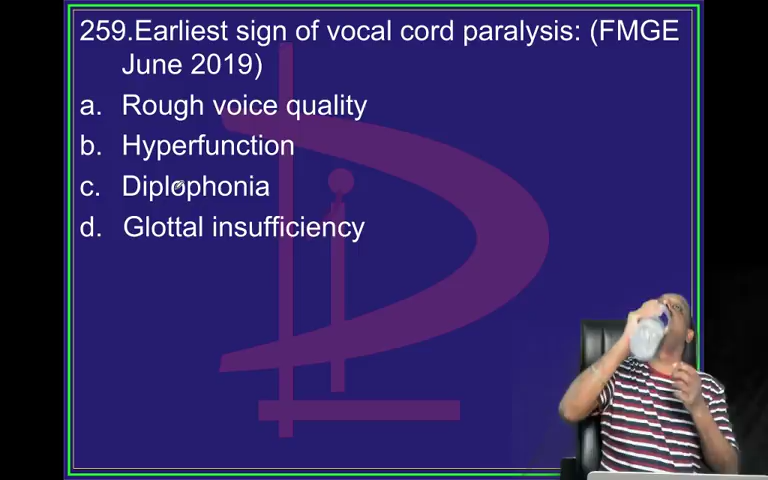 259.Earliest sign of vocal cord paralysis: (FMGE
June 2019)
a. Rough voice quality
b. Hyperfunction
c. Diplophonia
d. Glottal insufficiency